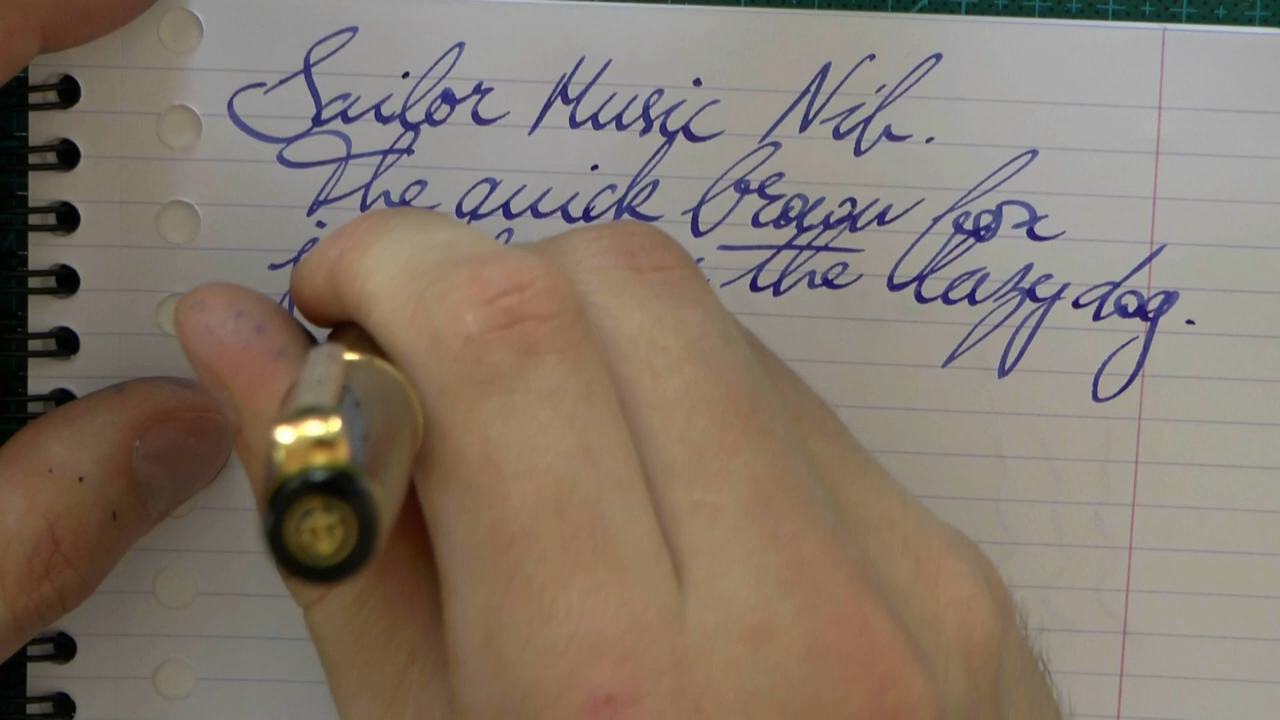 Sailor Music Nib.
The quick brown fox
the lazy dog.